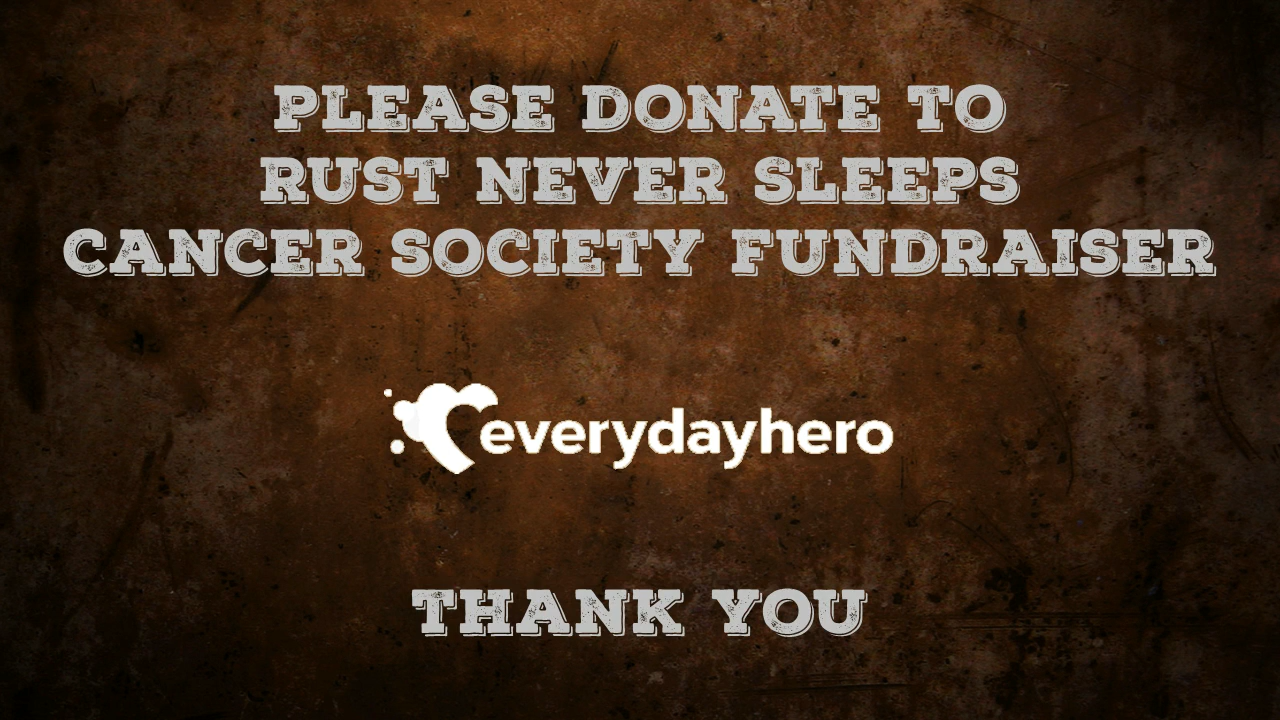 PLEASE DONATE TO
RUST NEVER SLEEPS
CANCER SOCIETY FUNDRAISER
everydayhero
THANK YOU